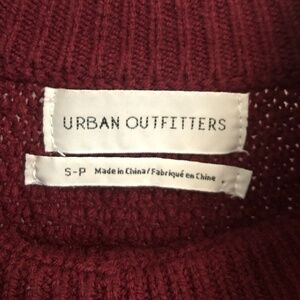 URBAN OUTFITTERS
S-P Made in China/Fabriqué en Chine